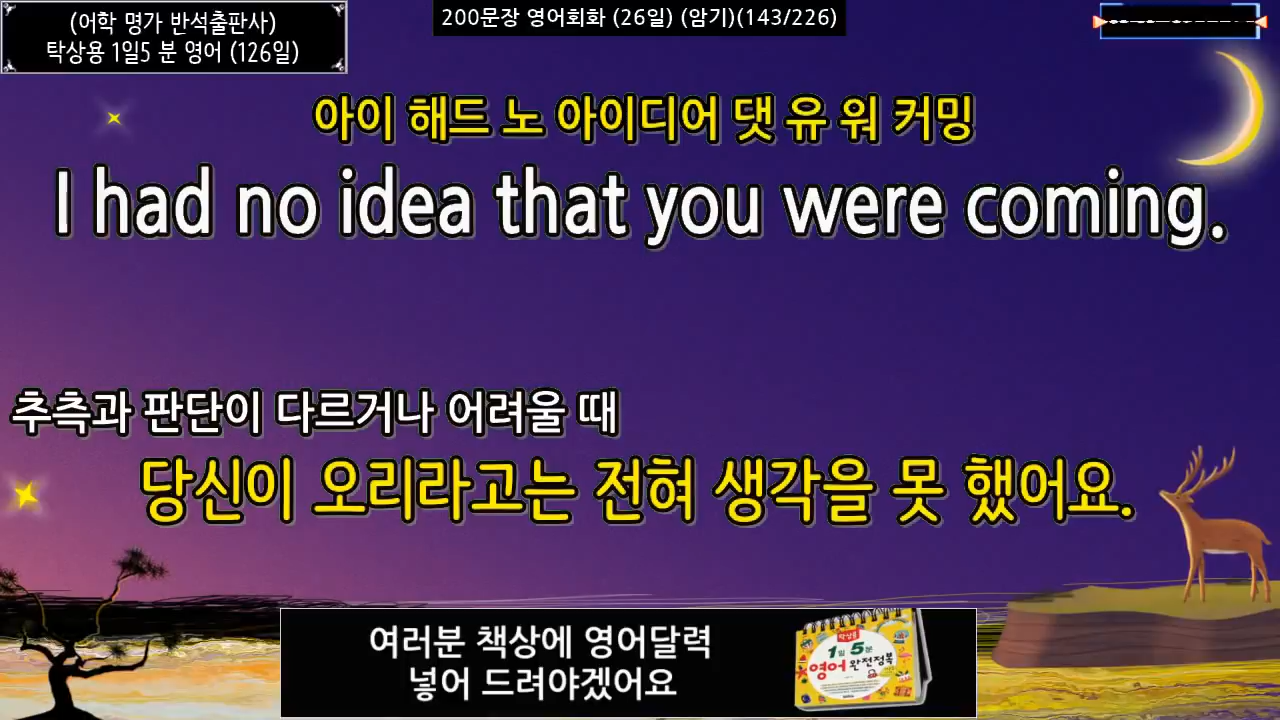 (어학 명가 반석출판사)
탁상용 1일5 분 영어 (126일)
200문장 영어회화 (26일) (암기)(143/226)
아이 해드 노 아이디어 댓 유 워 커밍
I had no idea that you were coming.
추측과 판단이 다르거나 어려울 때
당신이 오리라고는 전혀 생각을 못 했어요.
여러분 책상에 영어달력
넣어 드려야겠어요
탁상용
1일 5분
영어 완전정복